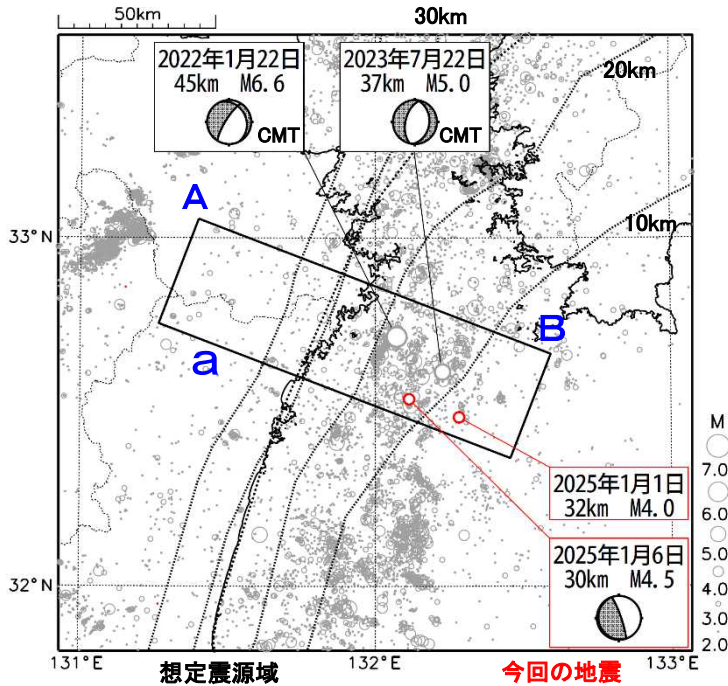 50km
30km
2022年1月22日
45km M6.6
CMT
2023年7月22日
37km M5.0
CMT
20km
A
33°N
10km
B
a
M
7.0
6.0
5.0
4.0
3.0
2.0
2025年1月1日
32km M4.0
2025年1月6日
30km M4.5
32°N
131°E
132°E
133°E
想定震源域
今回の地震